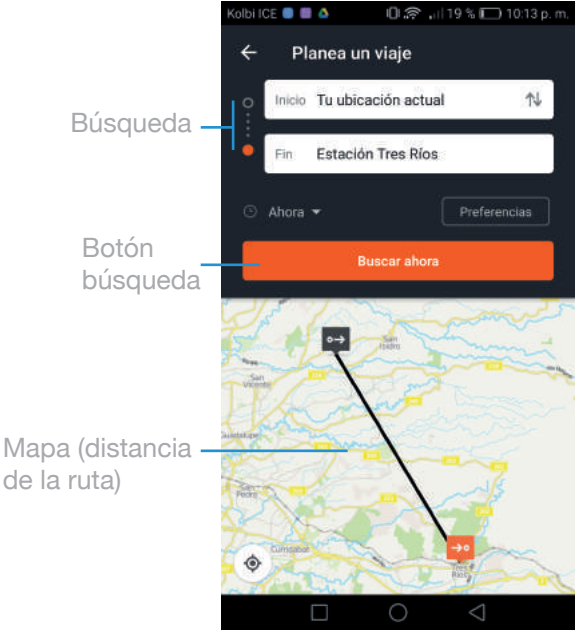 Kolbi ICE 19 % 10:13 p. m.
Planea un viaje
Búsqueda
Inicio Tu ubicación actual
Fin Estación Tres Ríos
Ahora
Preferencias
Botón
búsqueda
Buscar ahora
San
Isidro
San
Vicente
Guadalupe
Mapa (distancia
de la ruta)
San
Pedro
Curridabat
Tres
Ríos